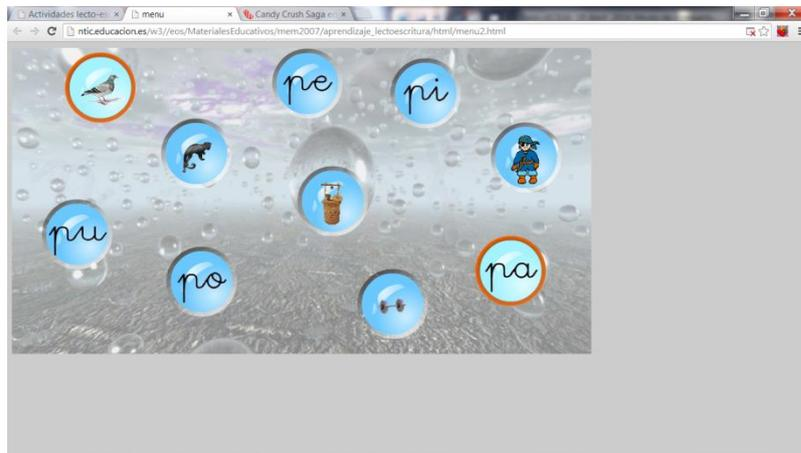 Actividades lecto-es
menu
Candy Crush Saga en
ntic.educacion.es/w3//eos/MaterialesEducativos/mem2007/aprendizaje_lectoescritura/html/menu2.html
pe
pi
pu
po
pa